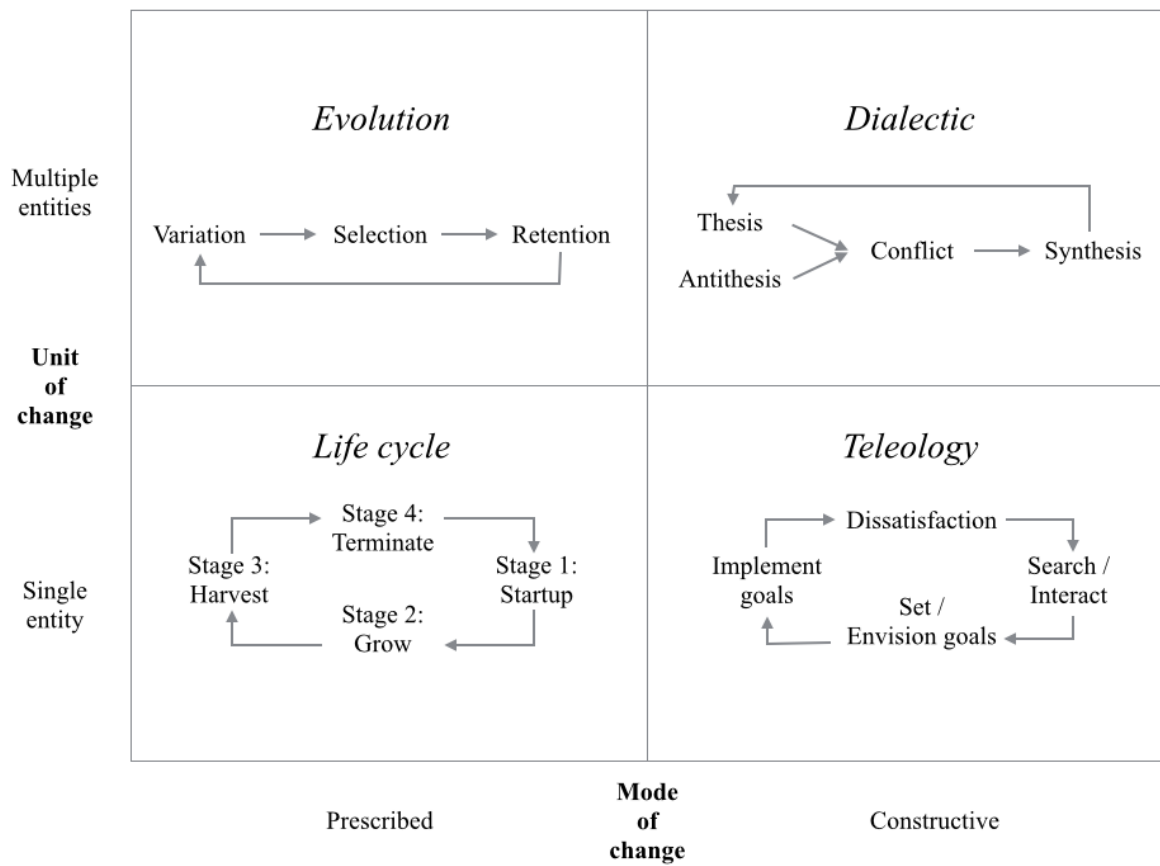 Evolution
Dialectic
Multiple
entities
Variation
Selection
Retention
Thesis
Antithesis
Conflict
Synthesis
Unit
of
change
Life cycle
Teleology
Single
entity
Stage 4:
Terminate
Stage 3:
Harvest
Stage 1:
Startup
Stage 2:
Grow
Dissatisfaction
Implement
goals
Search /
Interact
Set /
Envision goals
Prescribed
Mode
of
change
Constructive